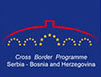 Cross Border Programme
Serbia - Bosnia and Herzegovina